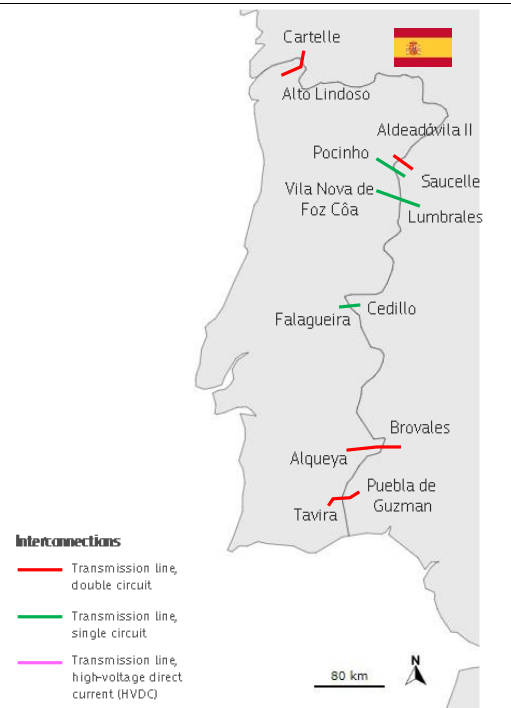 Cartelle
Alto Lindoso
Aldeadávila II
Pocinho
Saucelle
Vila Nova de
Foz Côa
Lumbrales
Cedillo
Falagueira
Brovales
Alqueya
Puebla de
Guzman
Tavira
Interconnections
Transmission line,
double circuit
Transmission line,
single circuit
Transmission line,
high-voltage direct
current (HVDC)
80 km
N